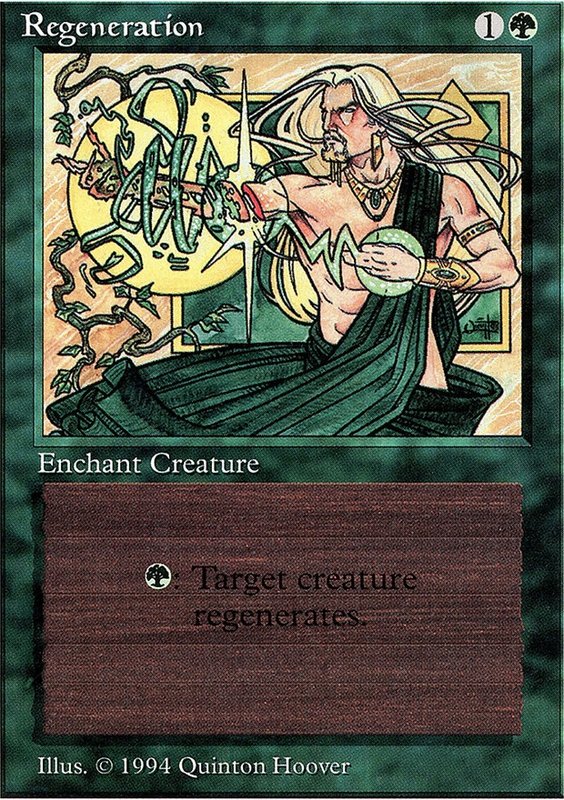 Regeneration 1
Enchant Creature
: Target creature
regenerates.
Illus. © 1994 Quinton Hoover